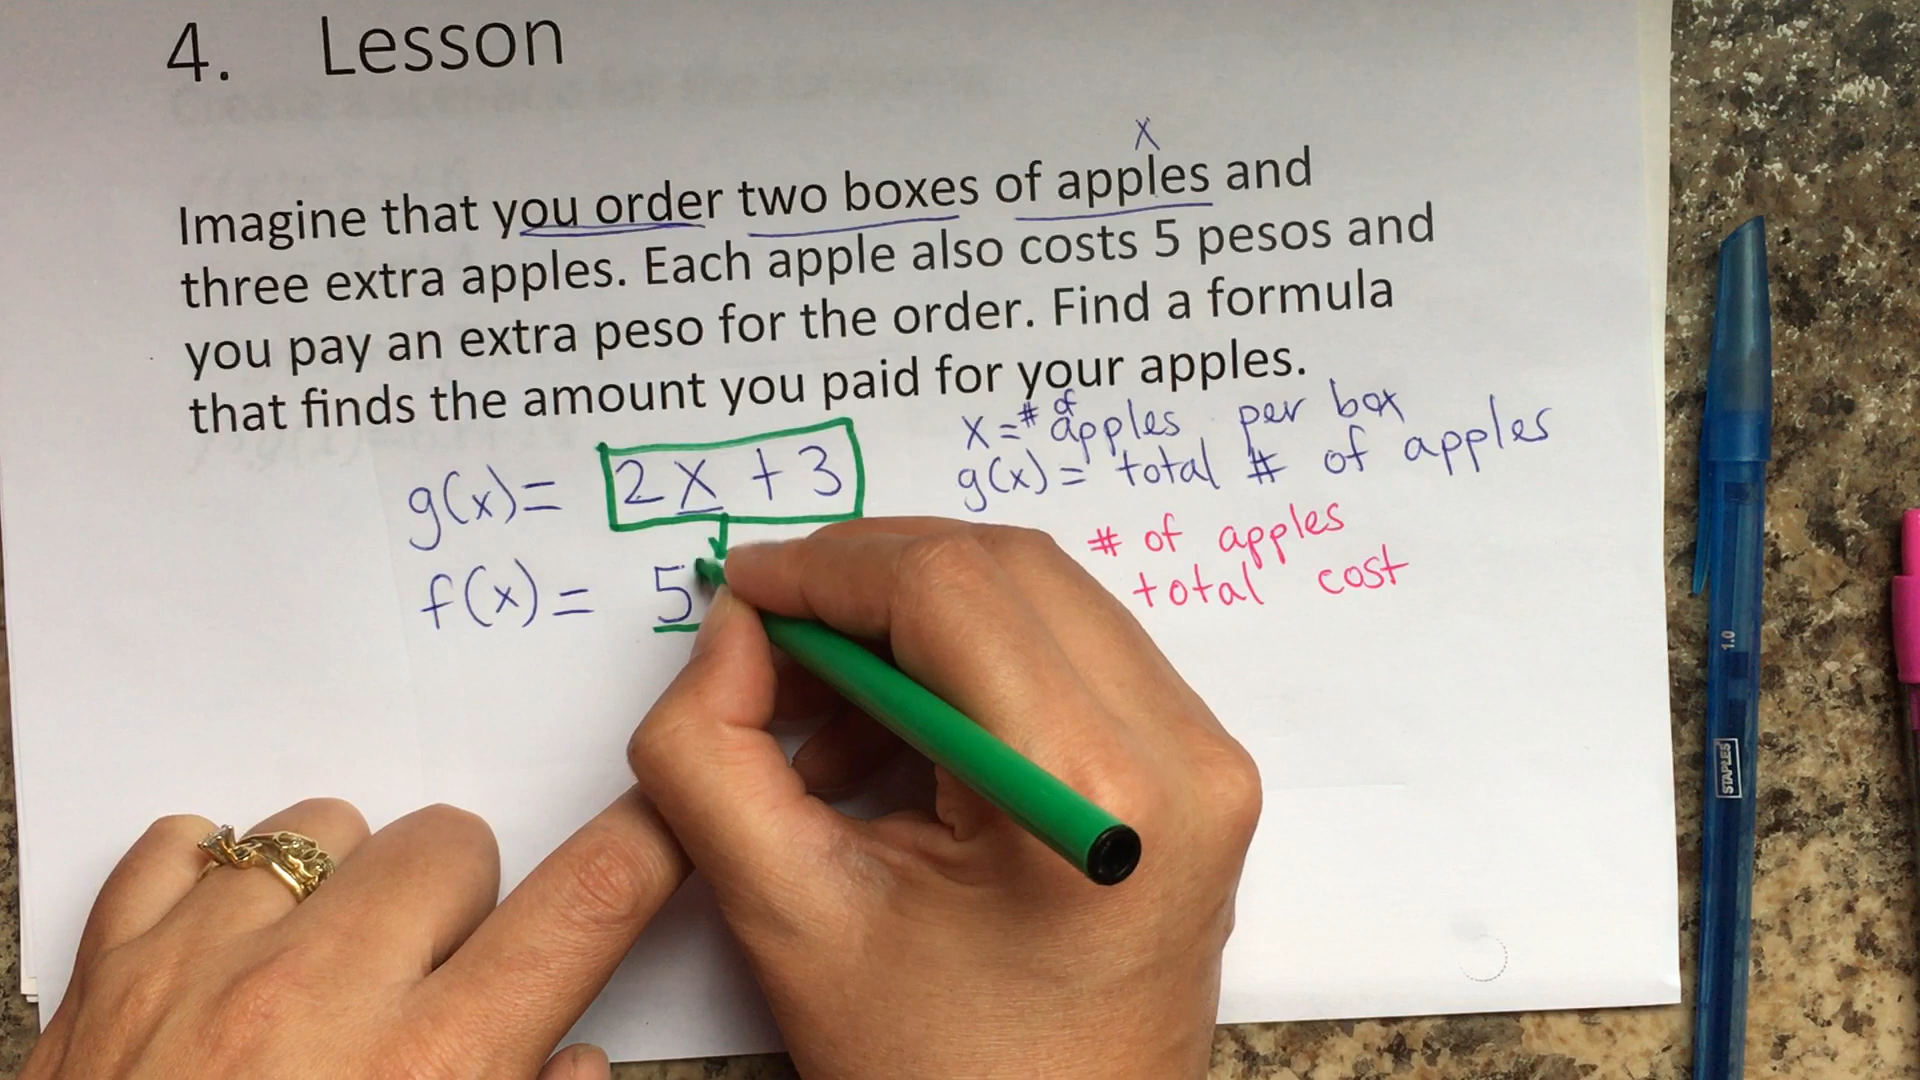 4. Lesson
x
Imagine that you order two boxes of apples and
three extra apples. Each apple also costs 5 pesos and
you pay an extra peso for the order. Find a formula
that finds the amount you paid for your apples.
x = # of apples per box
g(x) = 2x + 3
g(x) = total # of apples
# of apples
f(x) = 5
total cost
1.0
STAPLES